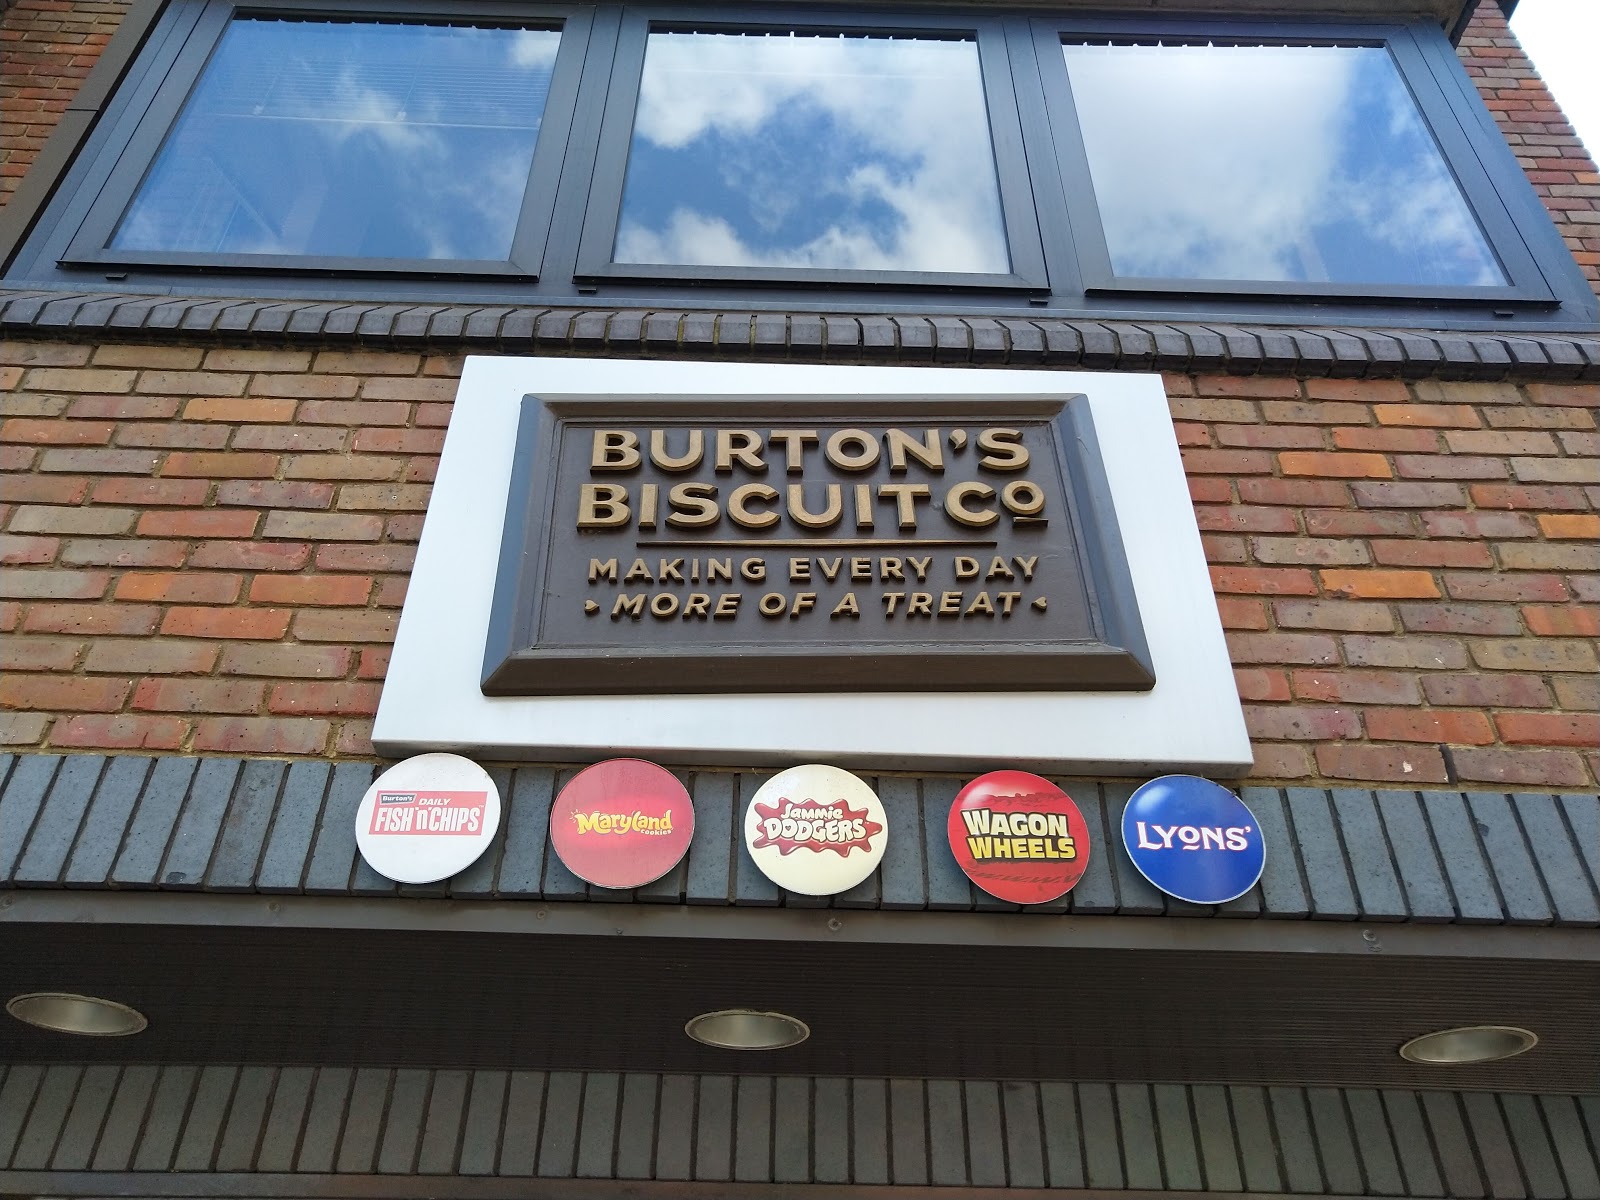 BURTON'S
BISCUIT CO
MAKING EVERY DAY
MORE OF A TREAT
Burton's
DAILY
FISH 'n' CHIPS
Maryland
cookies
Jammie
DODGERS
WAGON
WHEELS
LYONS'